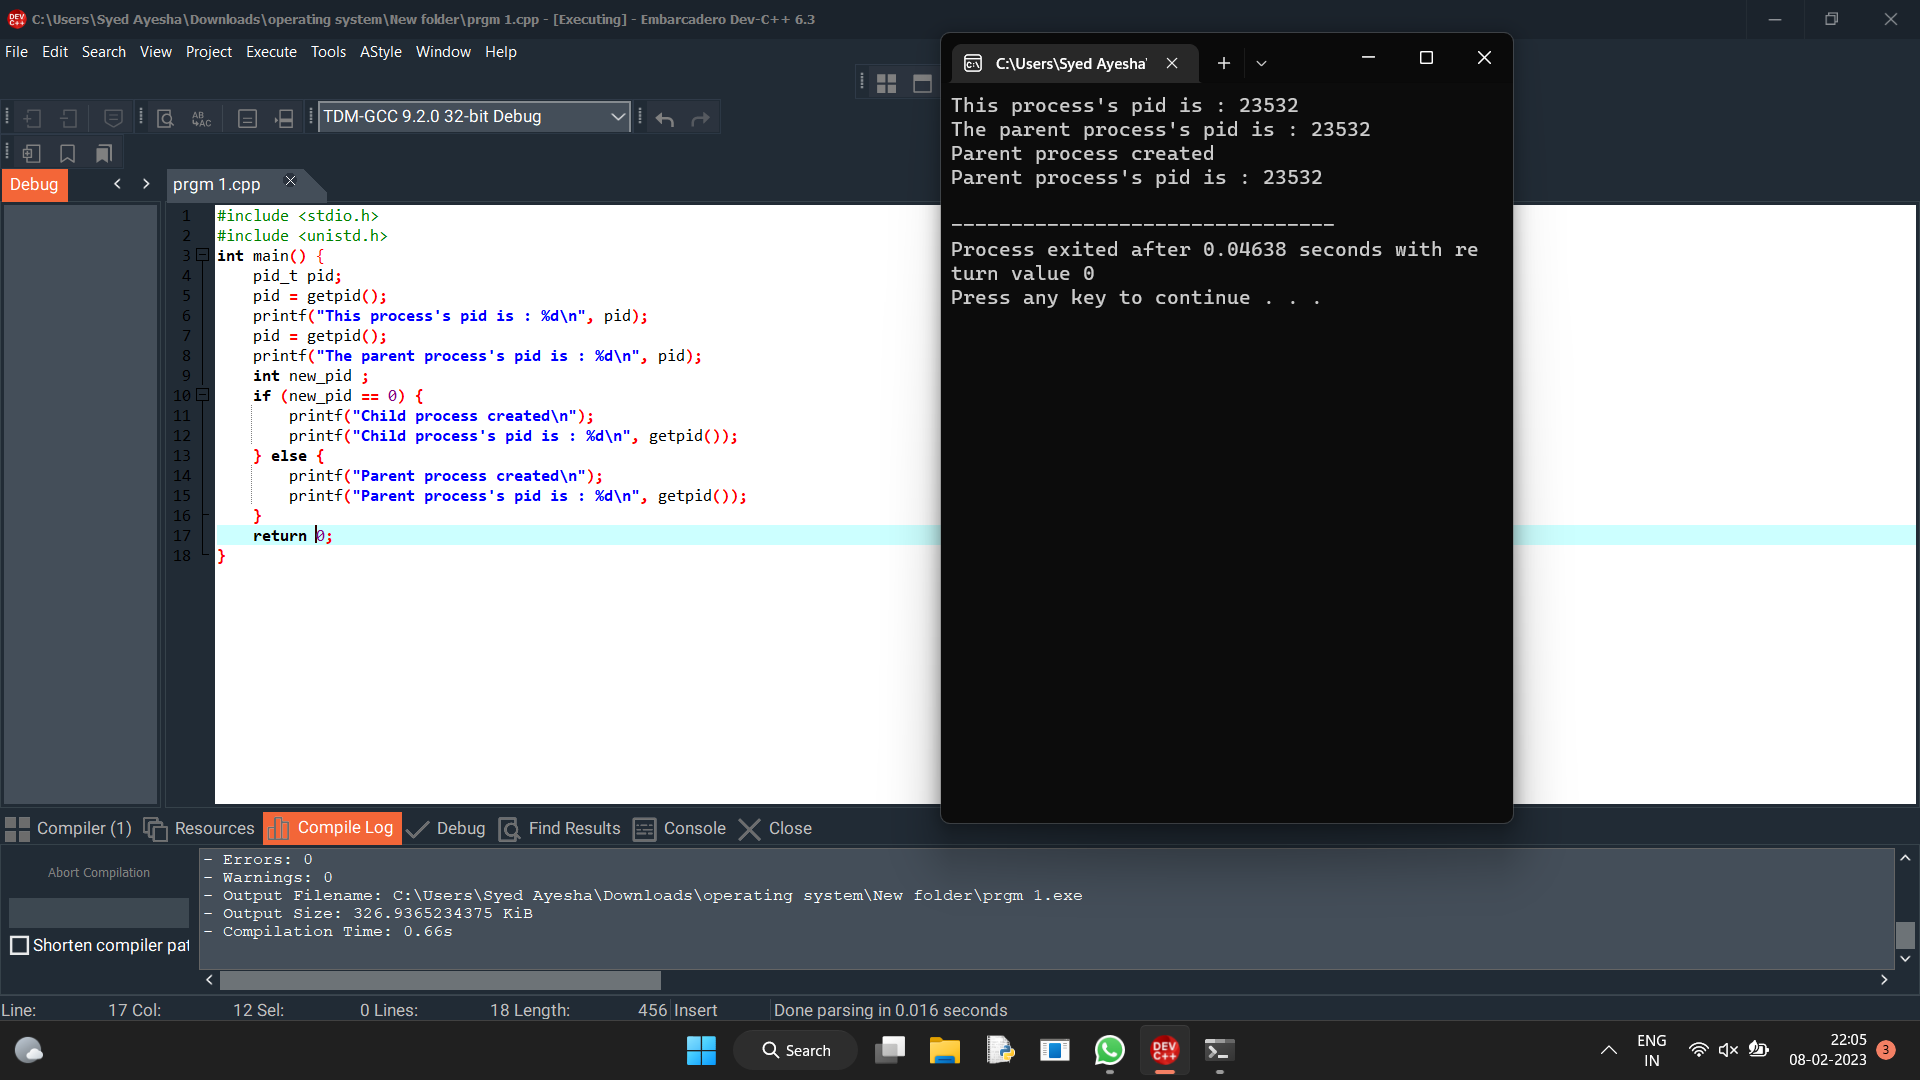 C:\Users\Syed Ayesha\Downloads\operating system\New folder\prgm 1.cpp - [Executing] - Embarcadero Dev-C++ 6.3
File Edit Search View Project Execute Tools AStyle Window Help
TDM-GCC 9.2.0 32-bit Debug
Debug
prgm 1.cpp
1 #include <stdio.h>
2 #include <unistd.h>
3 int main() {
4 pid_t pid;
5 pid = getpid();
6 printf("This process's pid is : %d\n", pid);
7 pid = getpid();
8 printf("The parent process's pid is : %d\n", pid);
9 int new_pid ;
10 if (new_pid == 0) {
11 printf("Child process created\n");
12 printf("Child process's pid is : %d\n", getpid());
13 } else {
14 printf("Parent process created\n");
15 printf("Parent process's pid is : %d\n", getpid());
16 }
17 return 0;
18 }
C:\Users\Syed Ayesha'
This process's pid is : 23532
The parent process's pid is : 23532
Parent process created
Parent process's pid is : 23532
--------------------------------
Process exited after 0.04638 seconds with re
turn value 0
Press any key to continue . . .
Compiler (1) Resources Compile Log Debug Find Results Console Close
Abort Compilation
Shorten compiler pat
- Errors: 0
- Warnings: 0
- Output Filename: C:\Users\Syed Ayesha\Downloads\operating system\New folder\prgm 1.exe
- Output Size: 326.9365234375 KiB
- Compilation Time: 0.66s
Line: 17 Col: 12 Sel: 0 Lines: 18 Length: 456 Insert Done parsing in 0.016 seconds
Search
DEV
C++
ENG
IN
22:05
08-02-2023
3